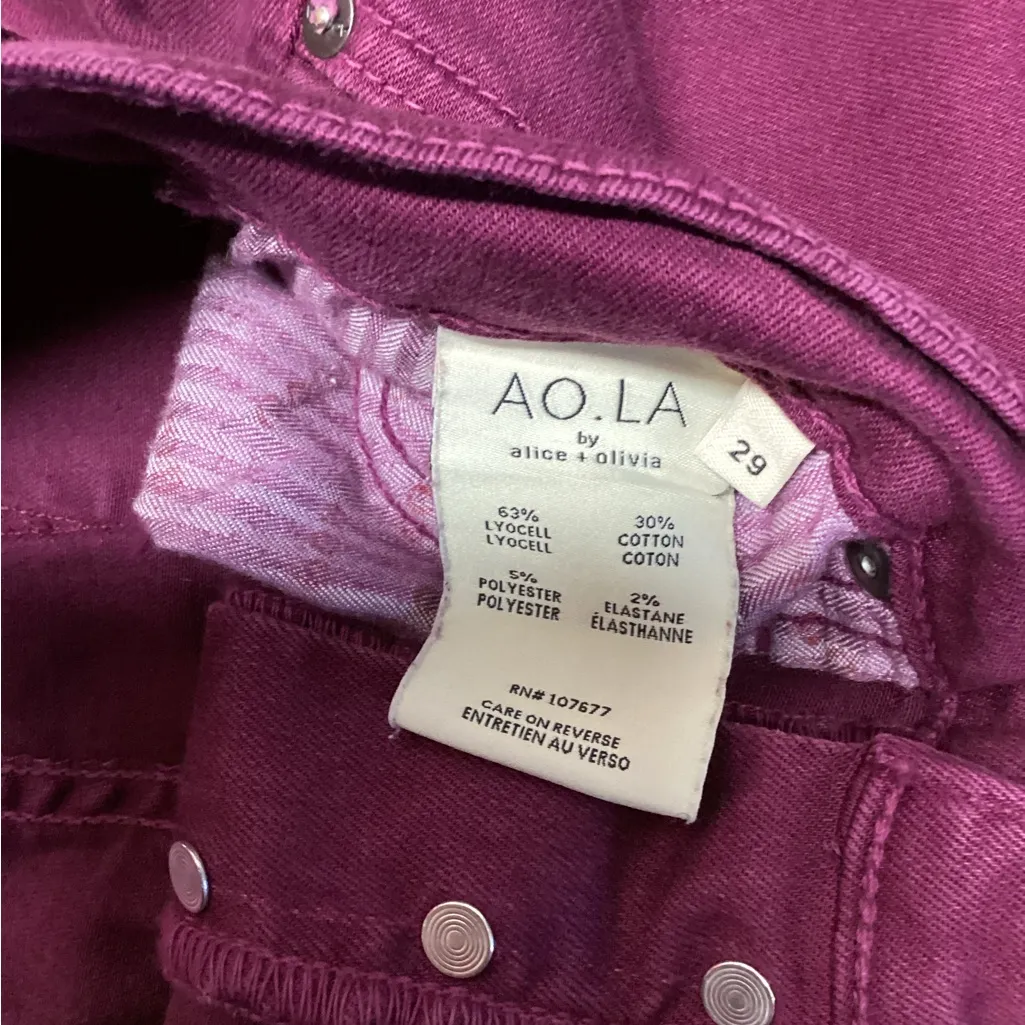 AO.LA
by
alice + olivia
29
63%
LYOCELL
LYOCELL
30%
COTTON
COTON
5%
POLYESTER
POLYESTER
2%
ELASTANE
ÉLASTHANNE
RN# 107677
CARE ON REVERSE
ENTRETIEN AU VERSO